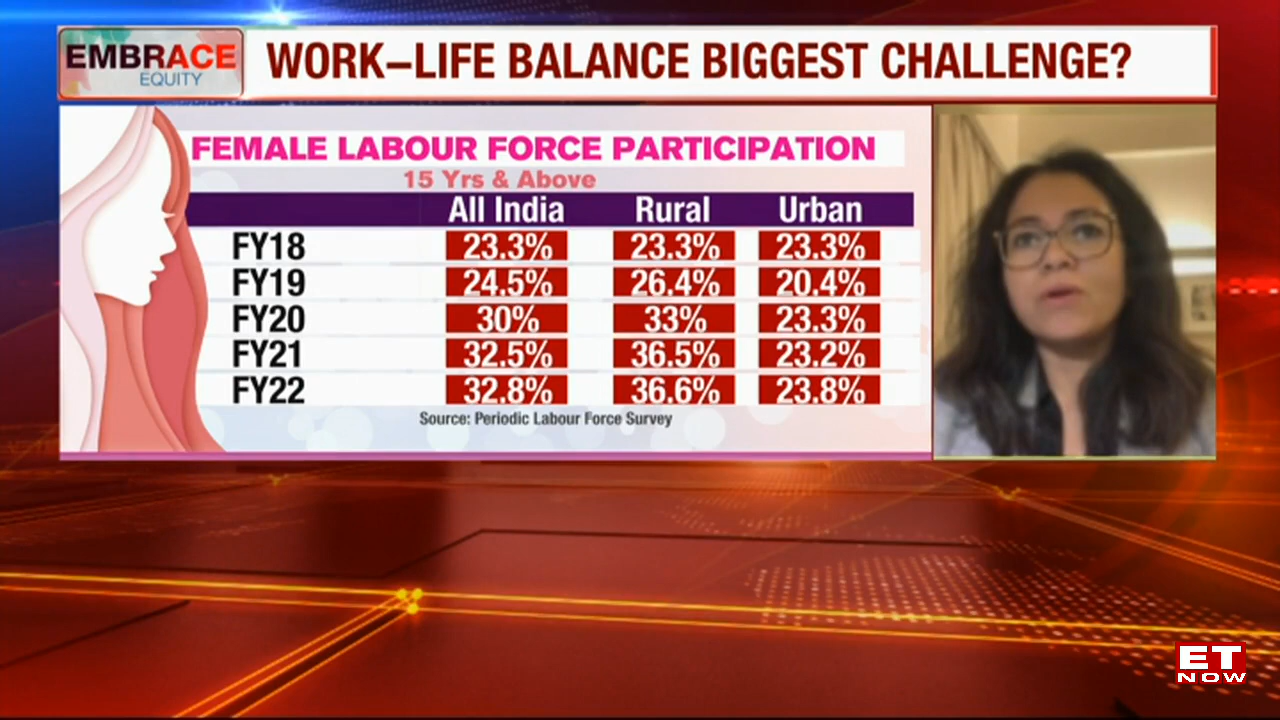 EMBRACE
EQUITY
WORK–LIFE BALANCE BIGGEST CHALLENGE?
FEMALE LABOUR FORCE PARTICIPATION
15 Yrs & Above
All India Rural Urban
FY18 23.3% 23.3% 23.3%
FY19 24.5% 26.4% 20.4%
FY20 30% 33% 23.3%
FY21 32.5% 36.5% 23.2%
FY22 32.8% 36.6% 23.8%
Source: Periodic Labour Force Survey
ET
NOW